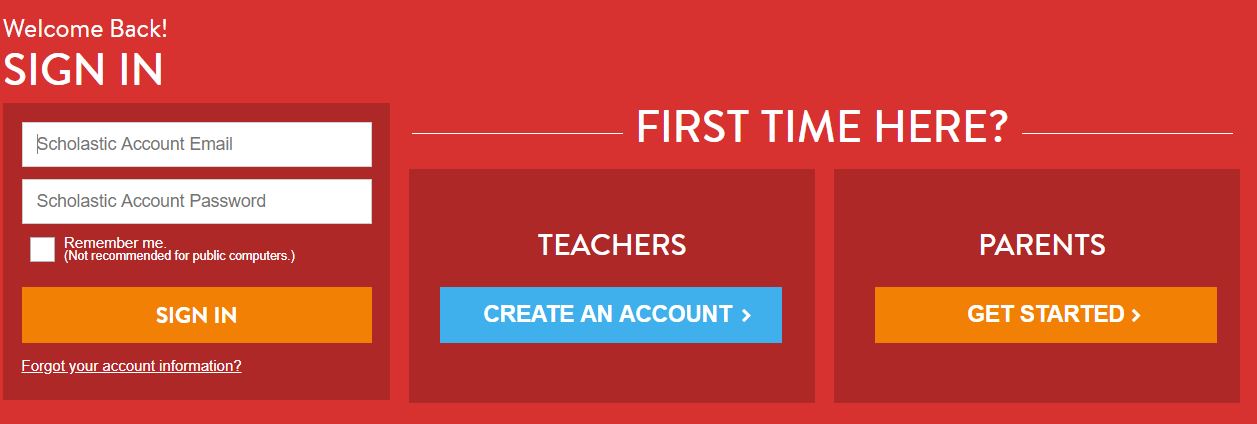 Welcome Back!
SIGN IN
Scholastic Account Email
Scholastic Account Password
Remember me.
(Not recommended for public computers.)
SIGN IN
Forgot your account information?
FIRST TIME HERE?
TEACHERS
CREATE AN ACCOUNT >
PARENTS
GET STARTED >